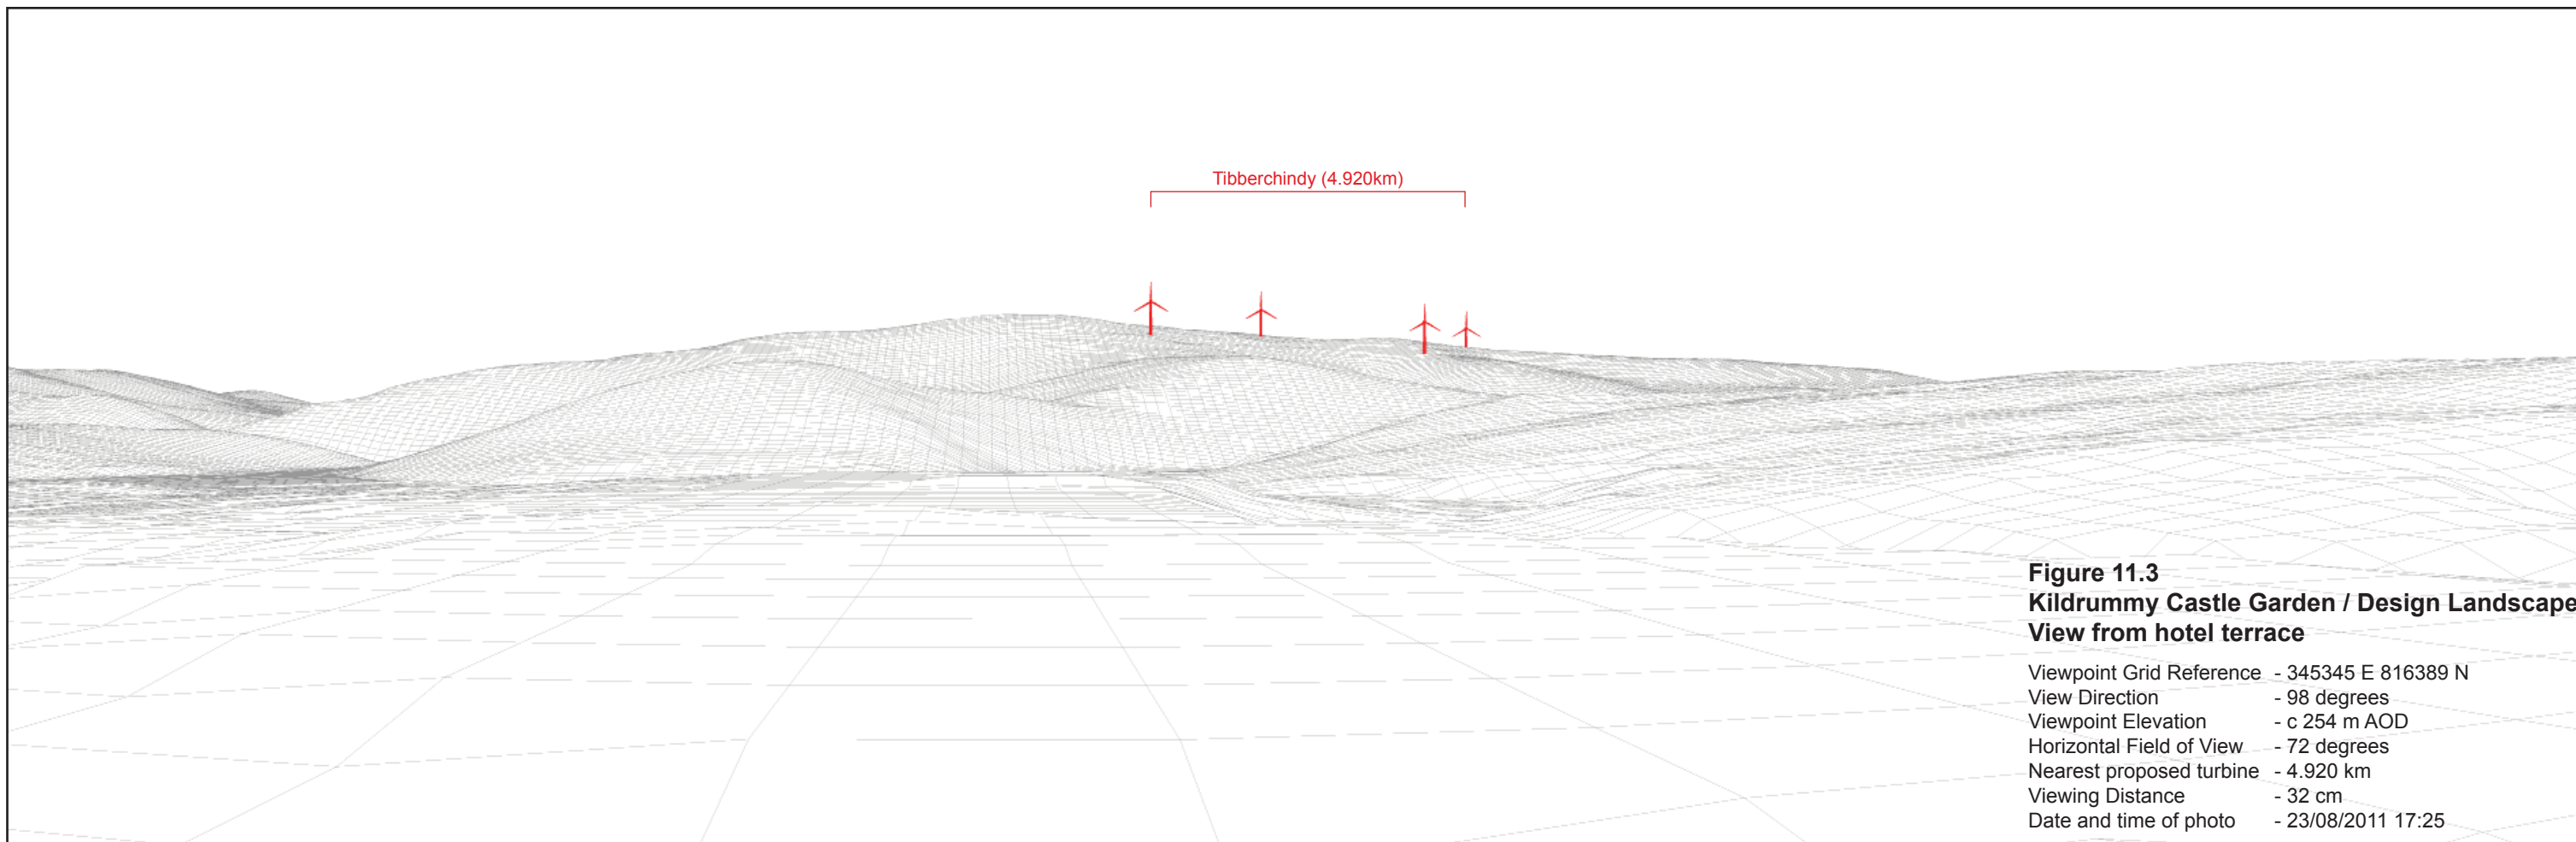 Tibberchindy (4.920km)
Figure 11.3
Kildrummy Castle Garden / Design Landscape
View from hotel terrace
Viewpoint Grid Reference - 345345 E 816389 N
View Direction - 98 degrees
Viewpoint Elevation - c 254 m AOD
Horizontal Field of View - 72 degrees
Nearest proposed turbine - 4.920 km
Viewing Distance - 32 cm
Date and time of photo - 23/08/2011 17:25